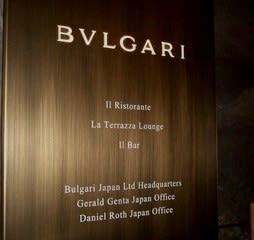 BVLGARI
Il Ristorante
La Terrazza Lounge
Il Bar
Bulgari Japan Ltd Headquarters
Gerald Genta Japan Office
Daniel Roth Japan Office